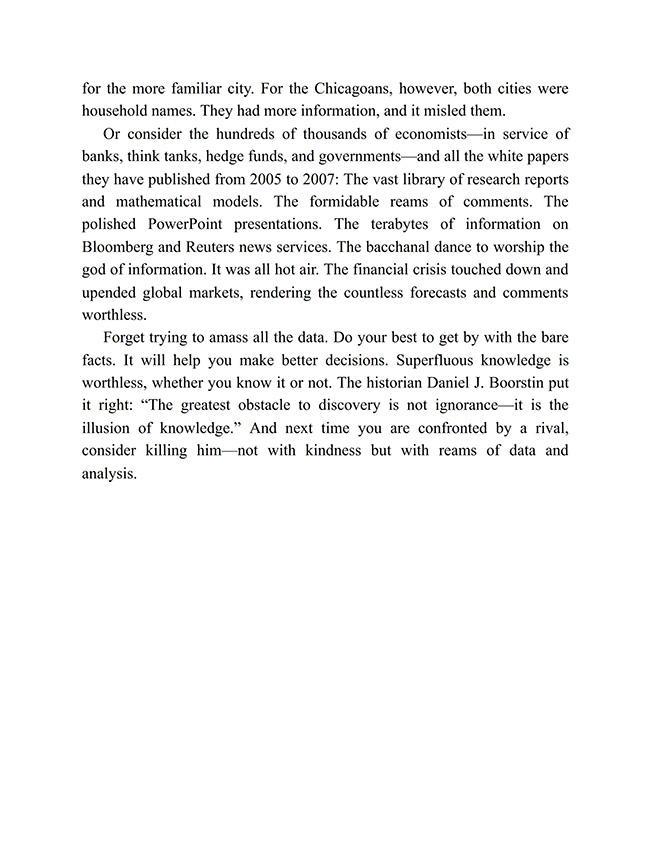 for the more familiar city. For the Chicagoans, however, both cities were
household names. They had more information, and it misled them.
Or consider the hundreds of thousands of economists—in service of
banks, think tanks, hedge funds, and governments—and all the white papers
they have published from 2005 to 2007: The vast library of research reports
and mathematical models. The formidable reams of comments. The
polished PowerPoint presentations. The terabytes of information on
Bloomberg and Reuters news services. The bacchanal dance to worship the
god of information. It was all hot air. The financial crisis touched down and
upended global markets, rendering the countless forecasts and comments
worthless.
Forget trying to amass all the data. Do your best to get by with the bare
facts. It will help you make better decisions. Superfluous knowledge is
worthless, whether you know it or not. The historian Daniel J. Boorstin put
it right: “The greatest obstacle to discovery is not ignorance—it is the
illusion of knowledge.” And next time you are confronted by a rival,
consider killing him—not with kindness but with reams of data and
analysis.